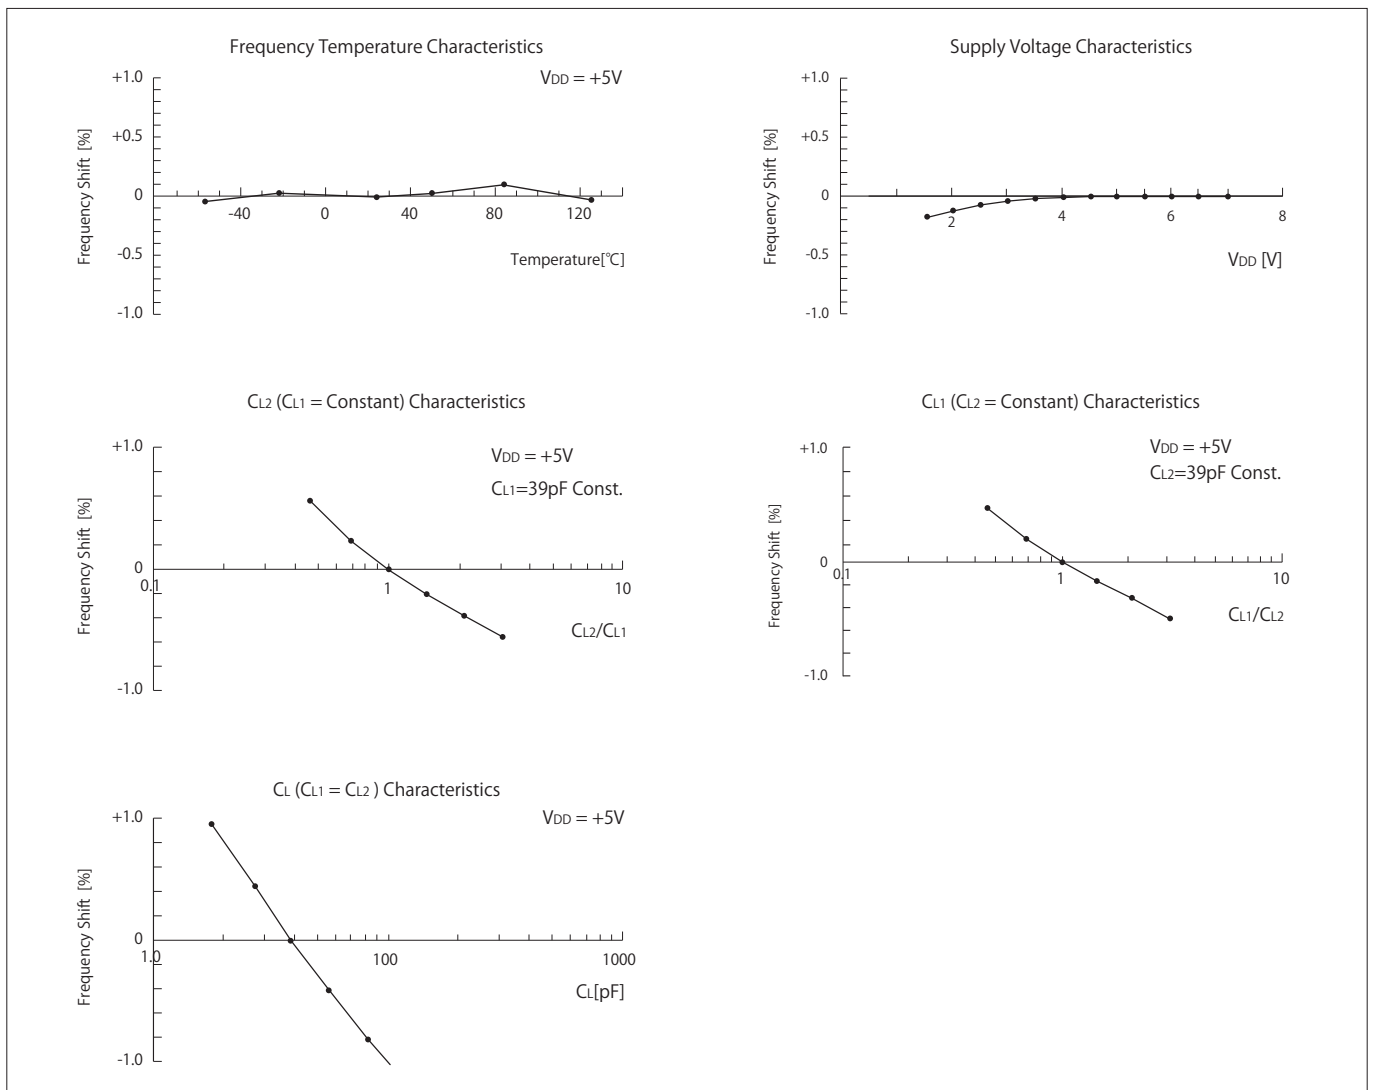 Frequency Temperature Characteristics
VDD = +5V
+1.0
+0.5
0
-0.5
-1.0
Frequency Shift [%]
-40
0
40
80
120
Temperature[℃]
Supply Voltage Characteristics
+1.0
+0.5
0
-0.5
-1.0
Frequency Shift [%]
2
4
6
8
VDD [V]
CL2 (CL1 = Constant) Characteristics
VDD = +5V
CL1=39pF Const.
+1.0
0
-1.0
Frequency Shift [%]
0.1
1
10
CL2/CL1
CL1 (CL2 = Constant) Characteristics
VDD = +5V
CL2=39pF Const.
+1.0
0
-1.0
Frequency Shift [%]
0.1
1
10
CL1/CL2
CL (CL1 = CL2 ) Characteristics
VDD = +5V
+1.0
0
-1.0
Frequency Shift [%]
1.0
100
1000
CL[pF]